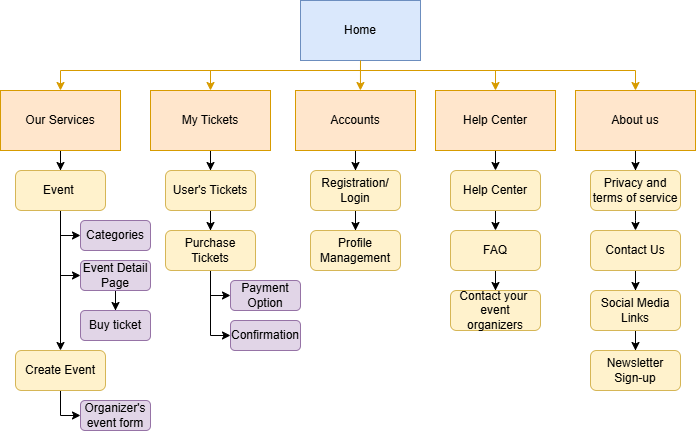 Home
Our Services
My Tickets
Accounts
Help Center
About us
Event
Categories
Event Detail
Page
Buy ticket
Create Event
Organizer's
event form
User's Tickets
Purchase
Tickets
Payment
Option
Confirmation
Registration/
Login
Profile
Management
Help Center
FAQ
Contact your
event
organizers
Privacy and
terms of service
Contact Us
Social Media
Links
Newsletter
Sign-up